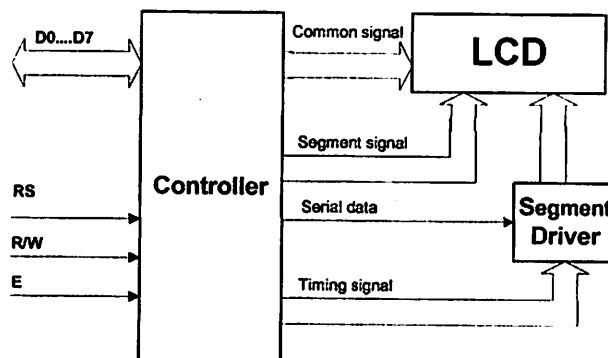 D0....D7
Common signal
LCD
Segment signal
Controller
RS
Serial data
Segment
Driver
R/W
E
Timing signal